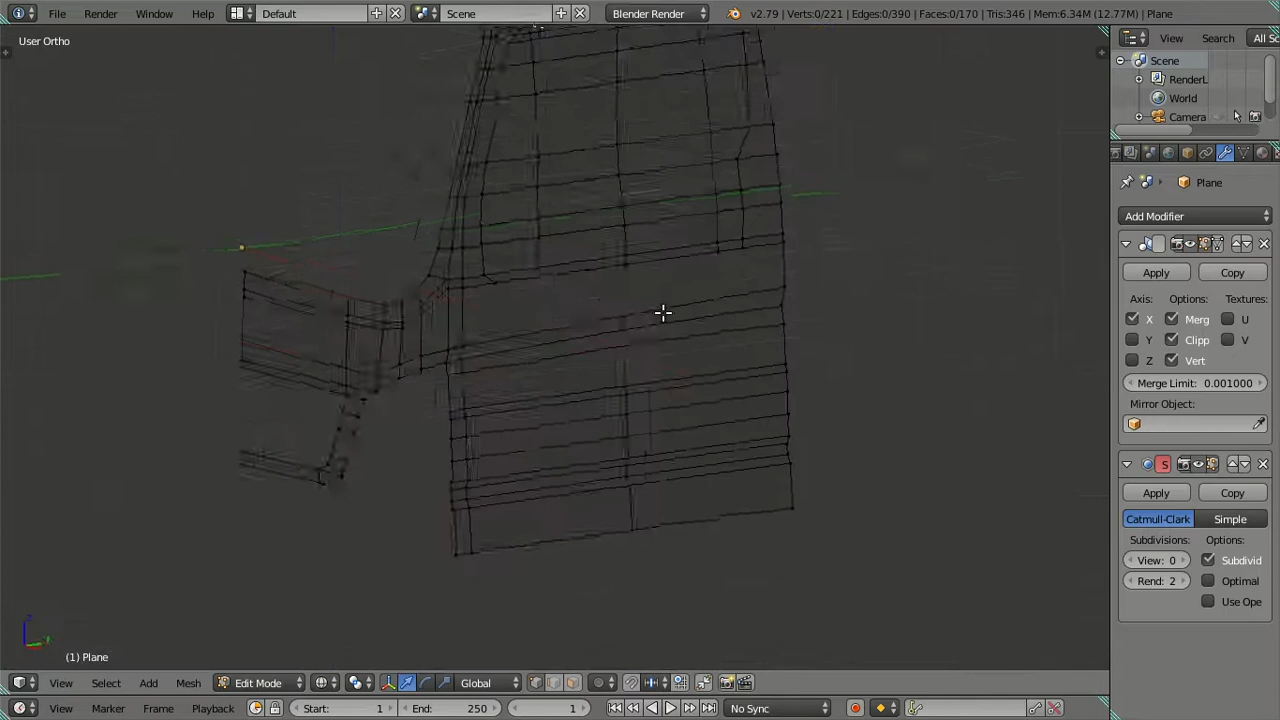 File Render Window Help Default Scene Blender Render v2.79 | Verts:0/221 | Edges:0/390 | Faces:0/170 | Tris:346 | Mem:6.34M (12.77M) | Plane
User Ortho
View Search All Sc
Scene
RenderL
World
Camera
Plane
Add Modifier
Apply Copy
Axis: Options: Textures:
X Merg U
Y Clipp V
Z Vert
Merge Limit: 0.001000
Mirror Object:
S
Apply Copy
Catmull-Clark Simple
Subdivisions: Options:
View: 0 Subdivid
Rend: 2 Optimal
Use Ope
z
y
(1) Plane
View Select Add Mesh Edit Mode Global
View Marker Frame Playback Start: 1 End: 250 1 No Sync